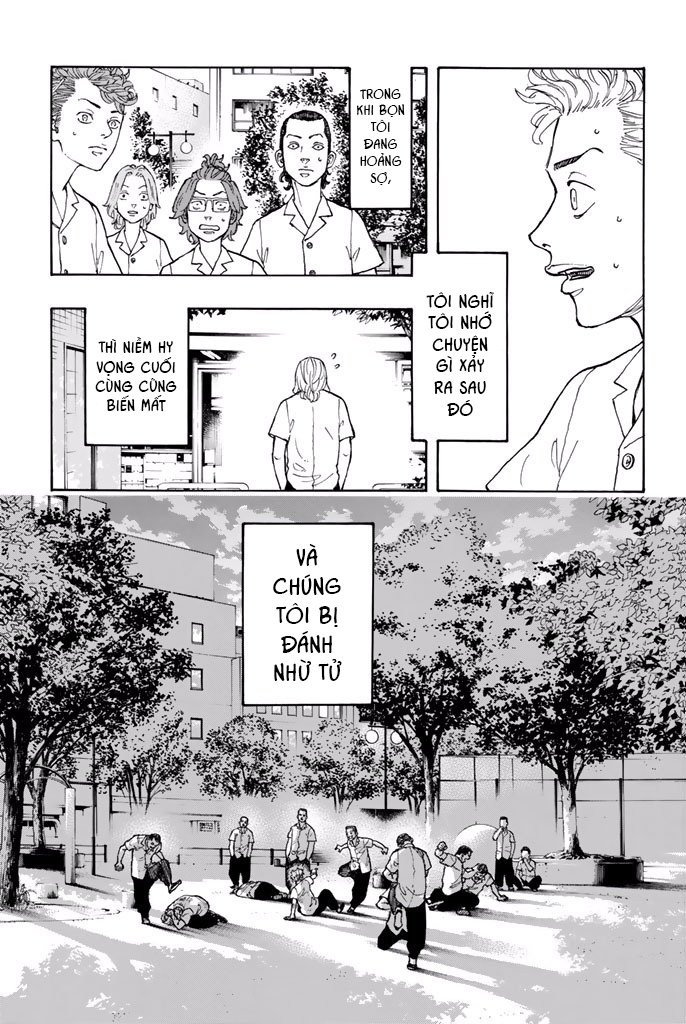 TÔI NGHĨ
TÔI NHỚ
CHUYỆN
GÌ XẢY
RA SAU
ĐÓ
TRONG
KHI BỌN
TÔI
ĐANG
HOẢNG
SỢ,
THÌ NIỀM HY
VỌNG CUỐI
CÙNG CŨNG
BIẾN MẤT
VÀ
CHÚNG
TÔI BỊ
ĐÁNH
NHỪ TỬ